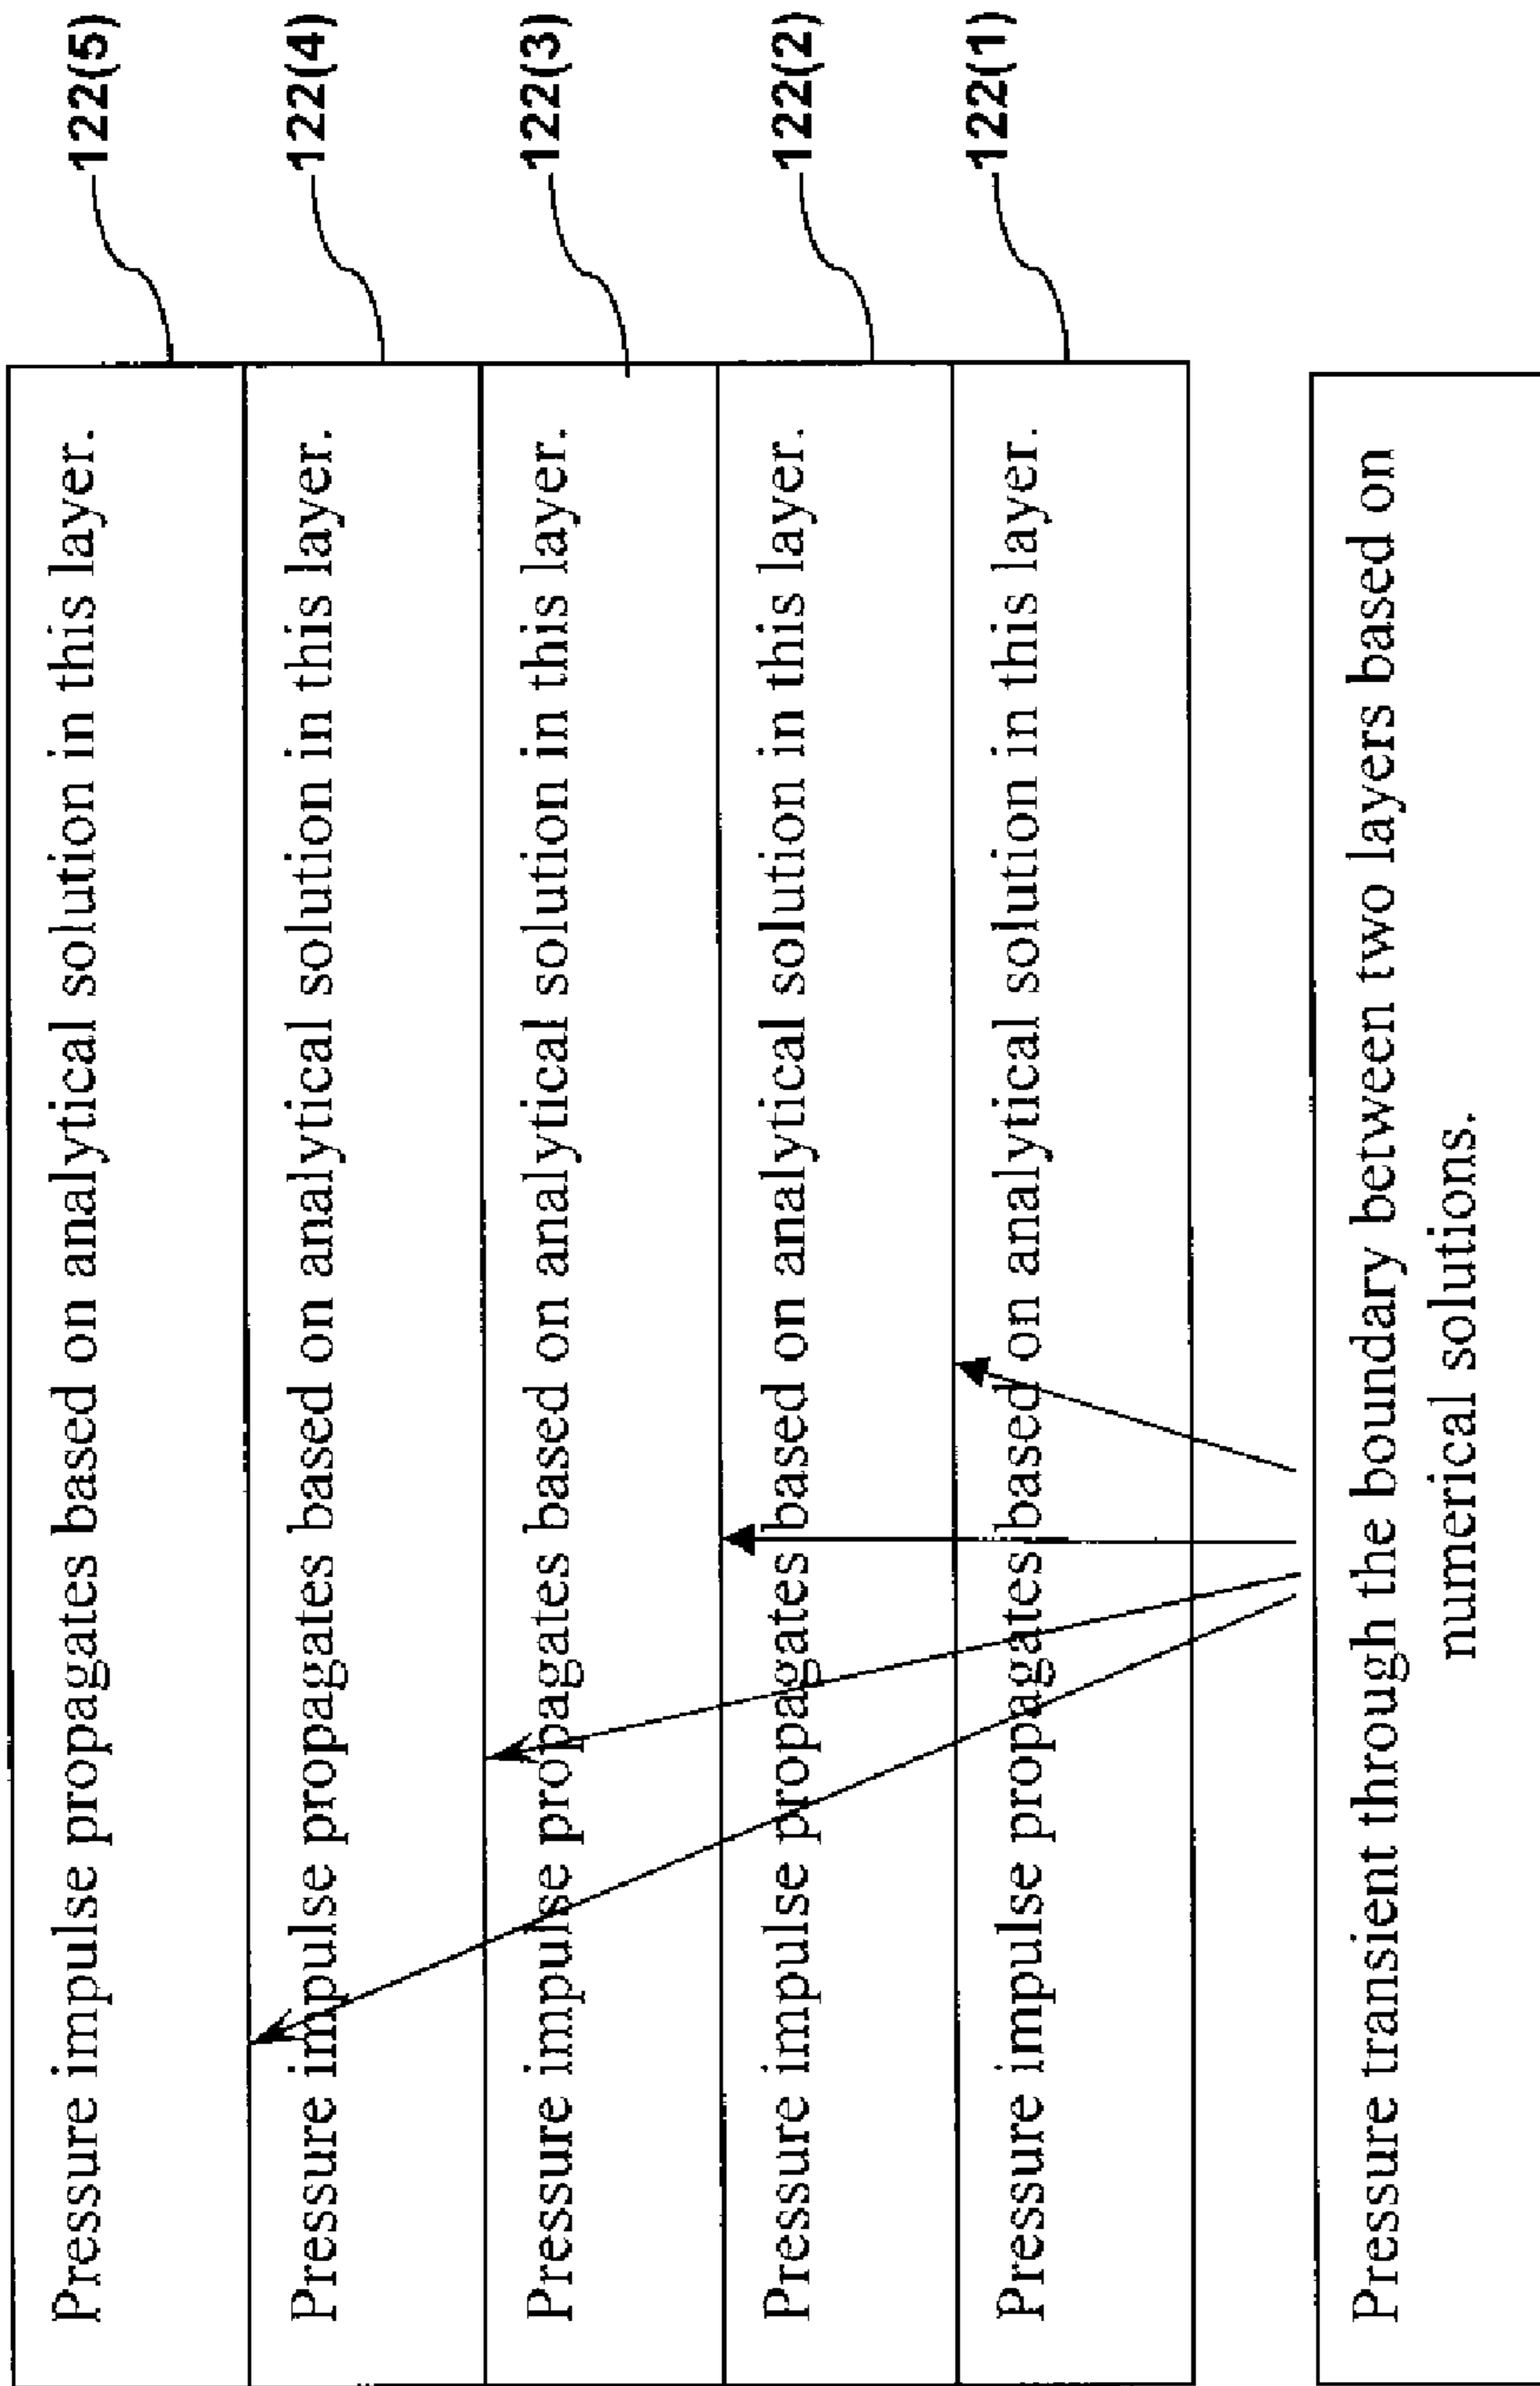 Pressure impulse propagates based on analytical solution in this layer.
122(5)
Pressure impulse propagates based on analytical solution in this layer.
122(4)
Pressure impulse propagates based on analytical solution in this layer.
122(3)
Pressure impulse propagates based on analytical solution in this layer.
122(2)
Pressure impulse propagates based on analytical solution in this layer.
122(1)
Pressure transient through the boundary between two layers based on
numerical solutions.